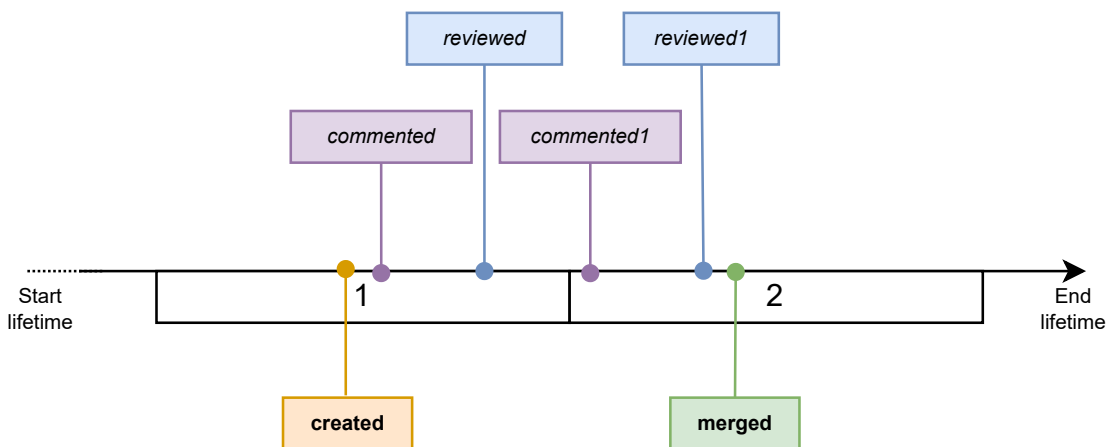 reviewed
reviewed1
commented
commented1
1
2
Start
lifetime
End
lifetime
created
merged